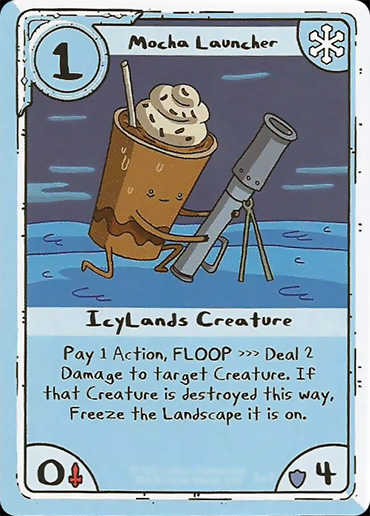 1
Mocha Launcher
IcyLands Creature
Pay 1 Action, FLOOP >>> Deal 2
Damage to target Creature. If
that Creature is destroyed this way,
Freeze the Landscape it is on.
0
4